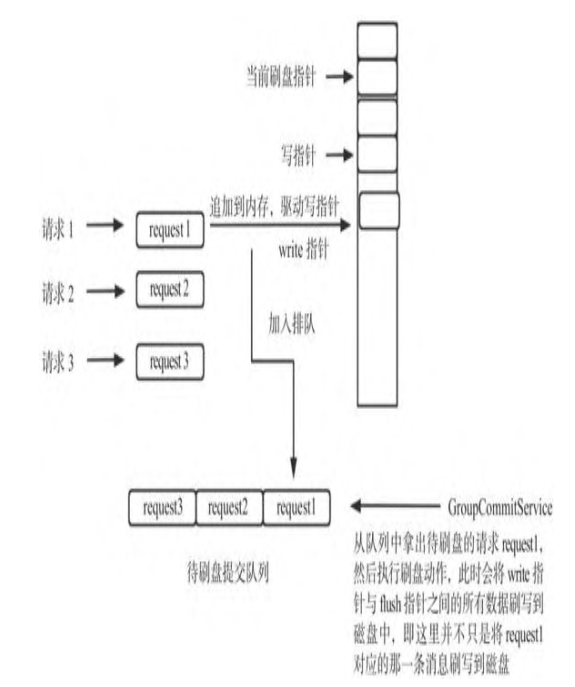 当前刷盘指针
写指针
追加到内存，驱动写指针
请求1
request1
write 指针
请求2
request2
加入排队
请求3
request3
request3
request2
request1
GroupCommitService
待刷盘提交队列
从队列中拿出待刷盘的请求 request1，
然后执行刷盘动作，此时会将 write 指
针与 flush 指针之间的所有数据刷写到
磁盘中，即这里并不只是将 request1
对应的那一条消息刷写到磁盘